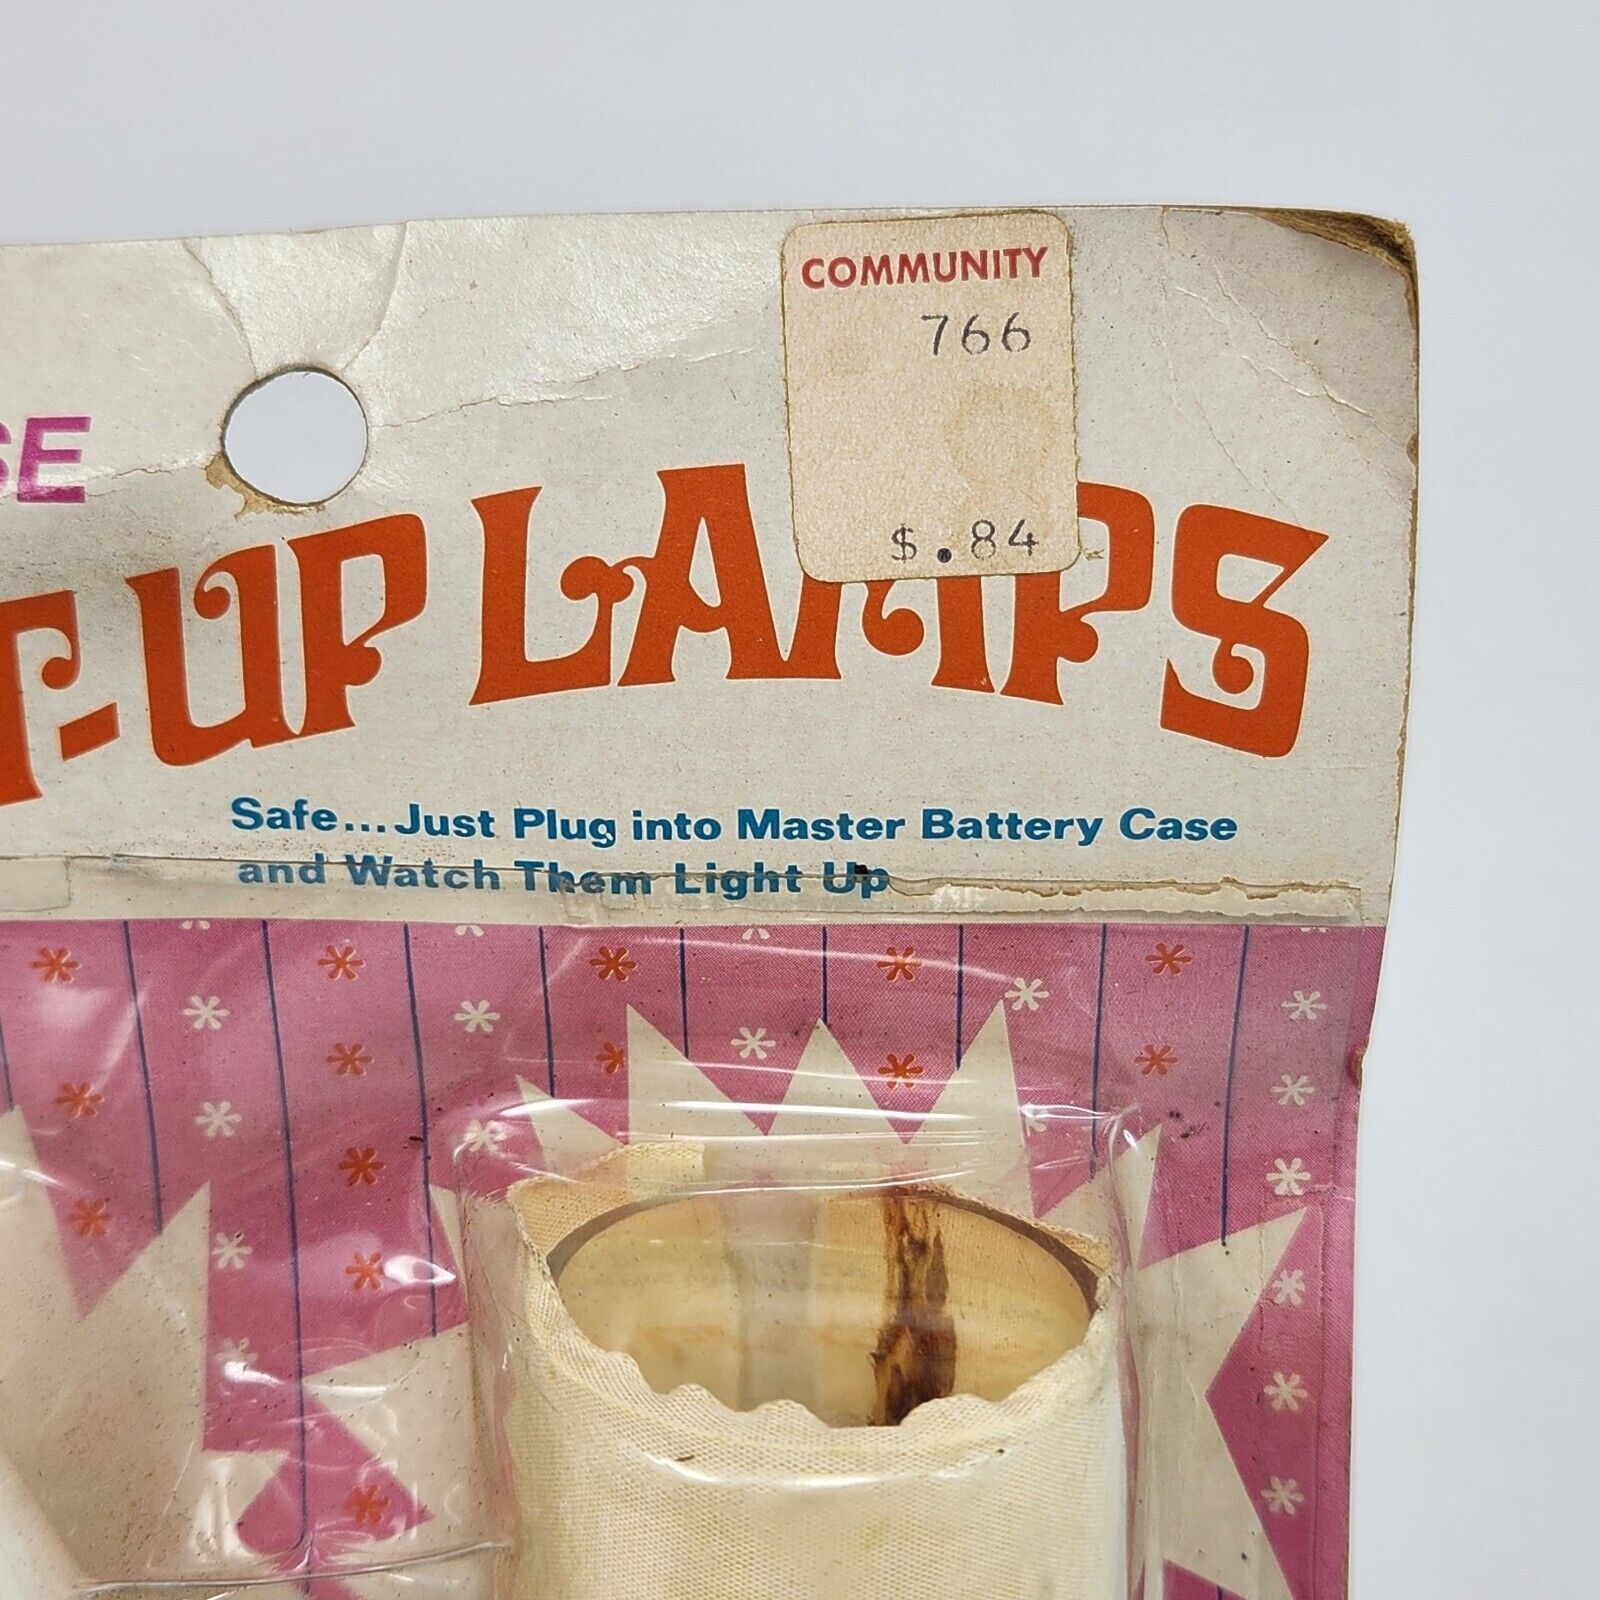 COMMUNITY
766
$.84
SE
T-UP LAMPS
Safe...Just Plug into Master Battery Case
and Watch Them Light Up